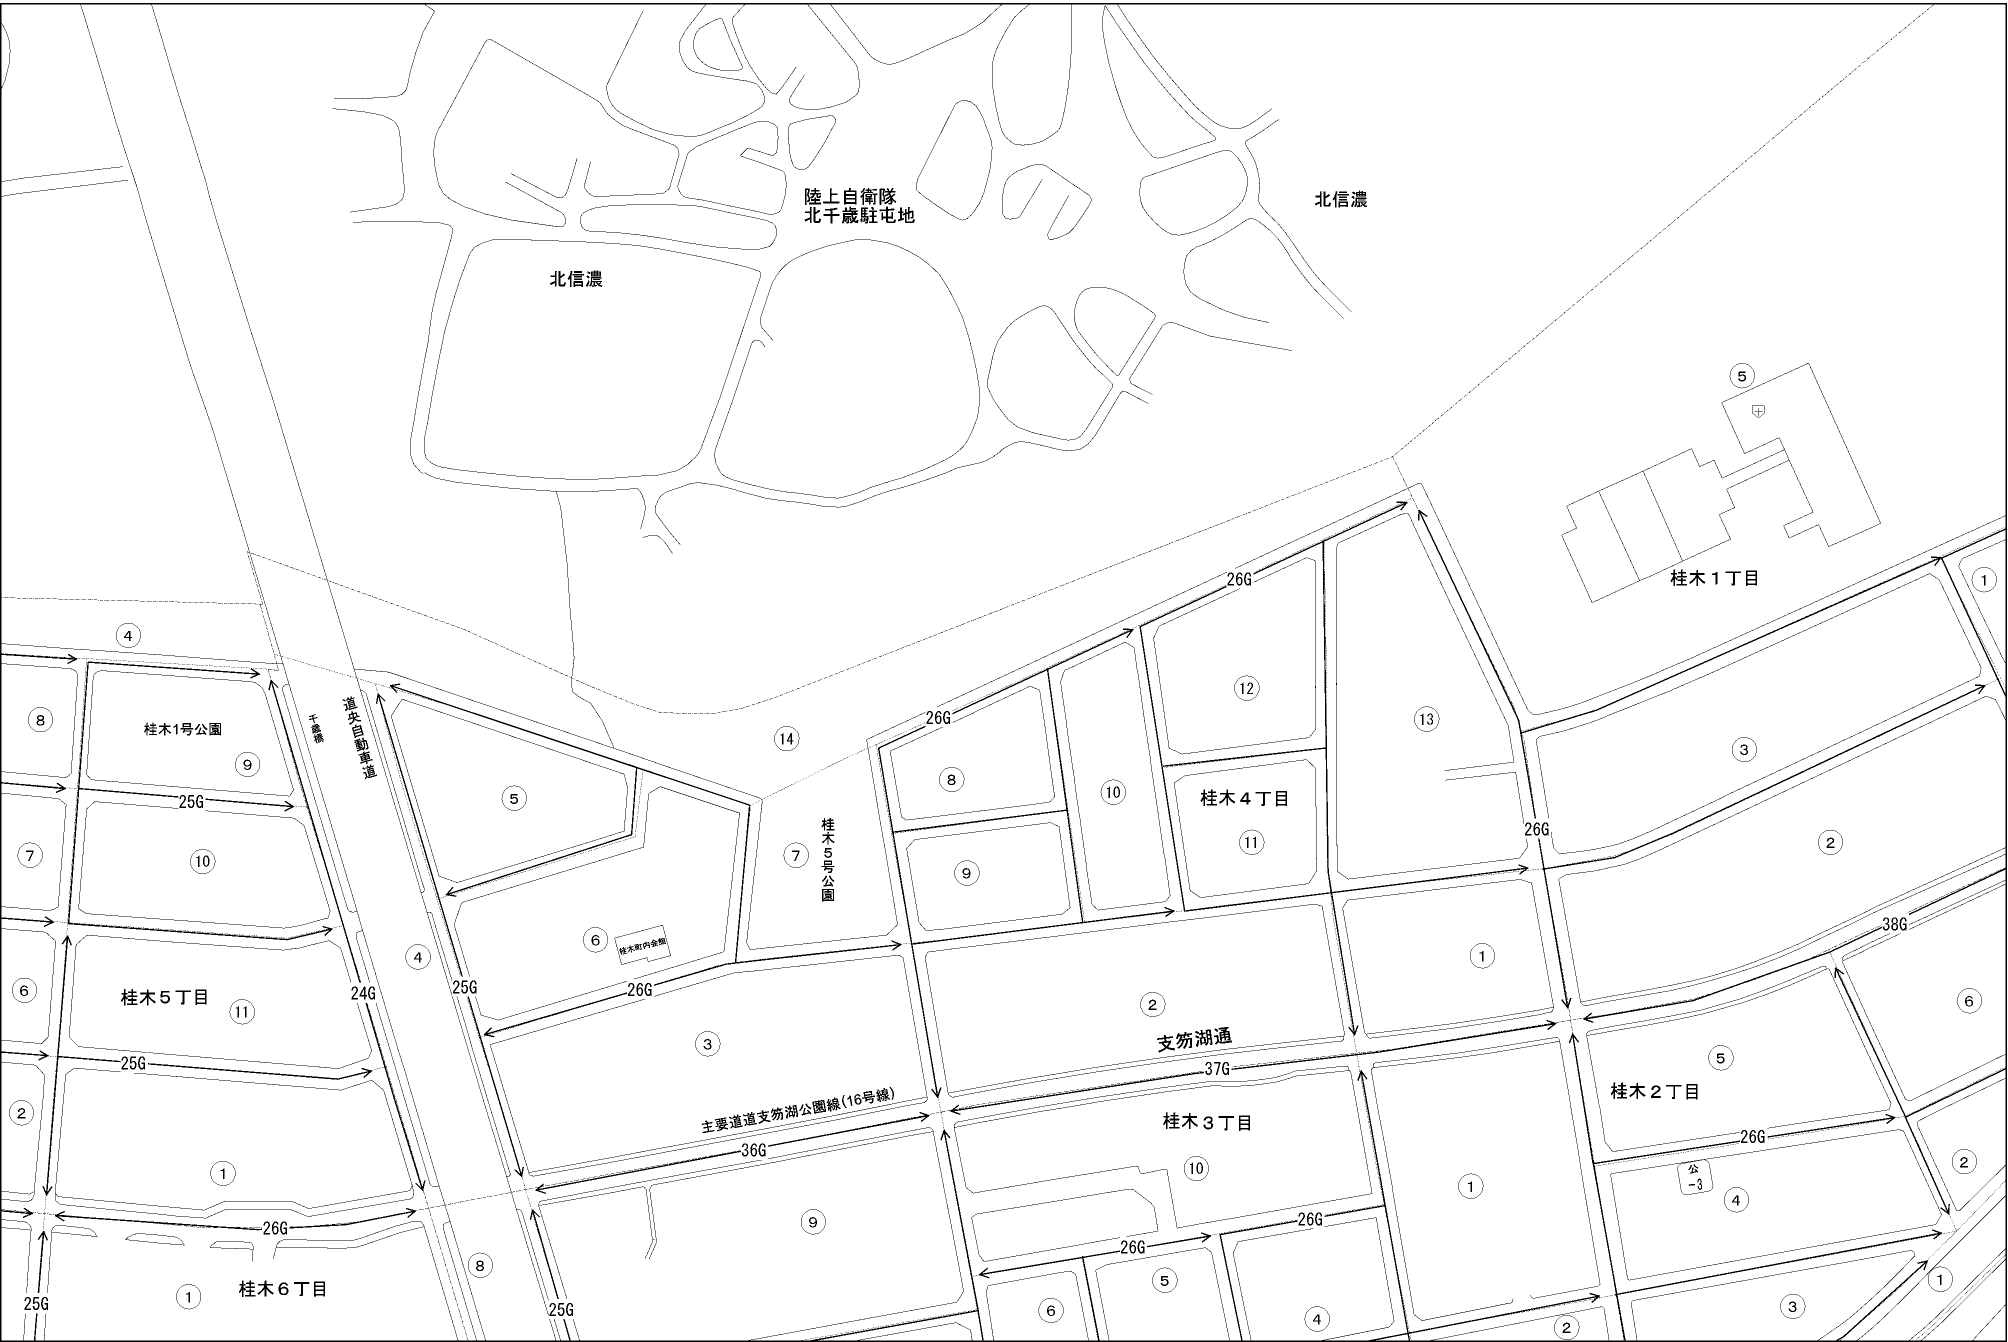 陸上自衛隊
北千歳駐屯地
北信濃
北信濃
5
桂木1丁目
1
26G
4
12
13
8
桂木1号公園
千歳橋
道央自動車道
26G
14
3
9
5
8
10
桂木4丁目
25G
26G
7
10
7
桂木5号公園
11
2
9
38G
6
桂木町内会館
4
1
6
桂木5丁目
24G
25G
26G
2
6
11
支笏湖通
3
5
25G
37G
桂木2丁目
2
主要道道支笏湖公園線(16号線)
桂木3丁目
36G
26G
1
10
公
-3
4
2
1
26G
9
26G
26G
8
5
1
桂木6丁目
1
25G
25G
6
4
2
3